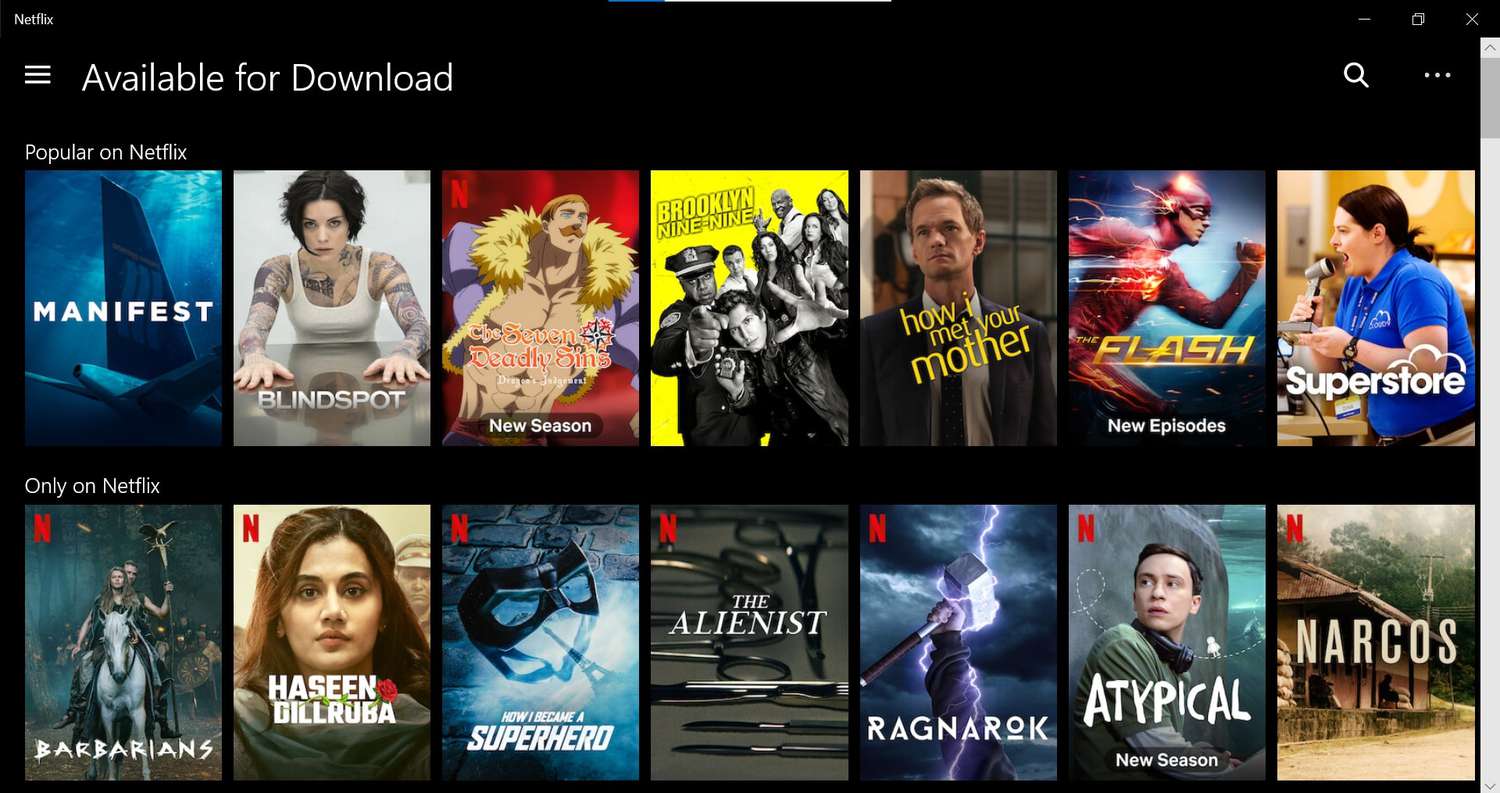 Netflix
Available for Download
Popular on Netflix
MANIFEST
BLINDSPOT
N
The Seven
Deadly Sins
Dragon's Judgement
New Season
BROOKLYN
NINE-NINE
how i
met your
mother
THE
FLASH
New Episodes
Superstore
Only on Netflix
N
BARBARIANS
N
HASEEN
DILLRUBA
N
HOW I BECAME A
SUPERHERO
N
THE
ALIENIST
N
RAGNAROK
N
ATYPICAL
New Season
N
NARCOS